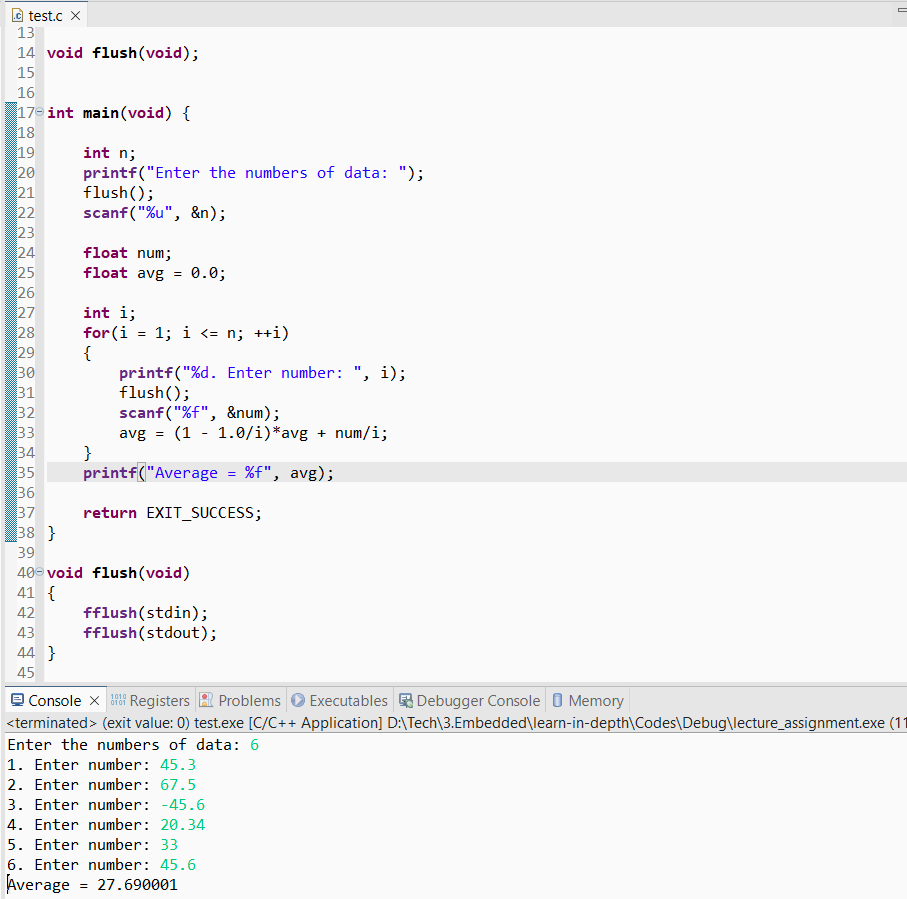 test.c
13
14 void flush(void);
15
16
17 int main(void) {
18
19     int n;
20     printf("Enter the numbers of data: ");
21     flush();
22     scanf("%u", &n);
23
24     float num;
25     float avg = 0.0;
26
27     int i;
28     for(i = 1; i <= n; ++i)
29     {
30         printf("%d. Enter number: ", i);
31         flush();
32         scanf("%f", &num);
33         avg = (1 - 1.0/i)*avg + num/i;
34     }
35     printf("Average = %f", avg);
36
37     return EXIT_SUCCESS;
38 }
39
40 void flush(void)
41 {
42     fflush(stdin);
43     fflush(stdout);
44 }
45
Console Registers Problems Executables Debugger Console Memory
<terminated> (exit value: 0) test.exe [C/C++ Application] D:\Tech\3.Embedded\learn-in-depth\Codes\Debug\lecture_assignment.exe (11
Enter the numbers of data: 6
1. Enter number: 45.3
2. Enter number: 67.5
3. Enter number: -45.6
4. Enter number: 20.34
5. Enter number: 33
6. Enter number: 45.6
Average = 27.690001